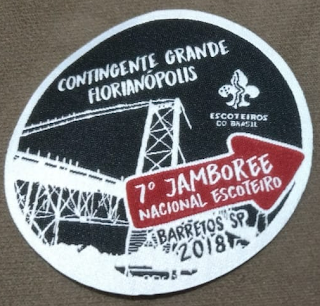 CONTINGENTE GRANDE
FLORIANÓPOLIS
ESCOTEIROS
DO BRASIL
7º JAMBOREE
NACIONAL ESCOTEIRO
BARRETOS SP
2018